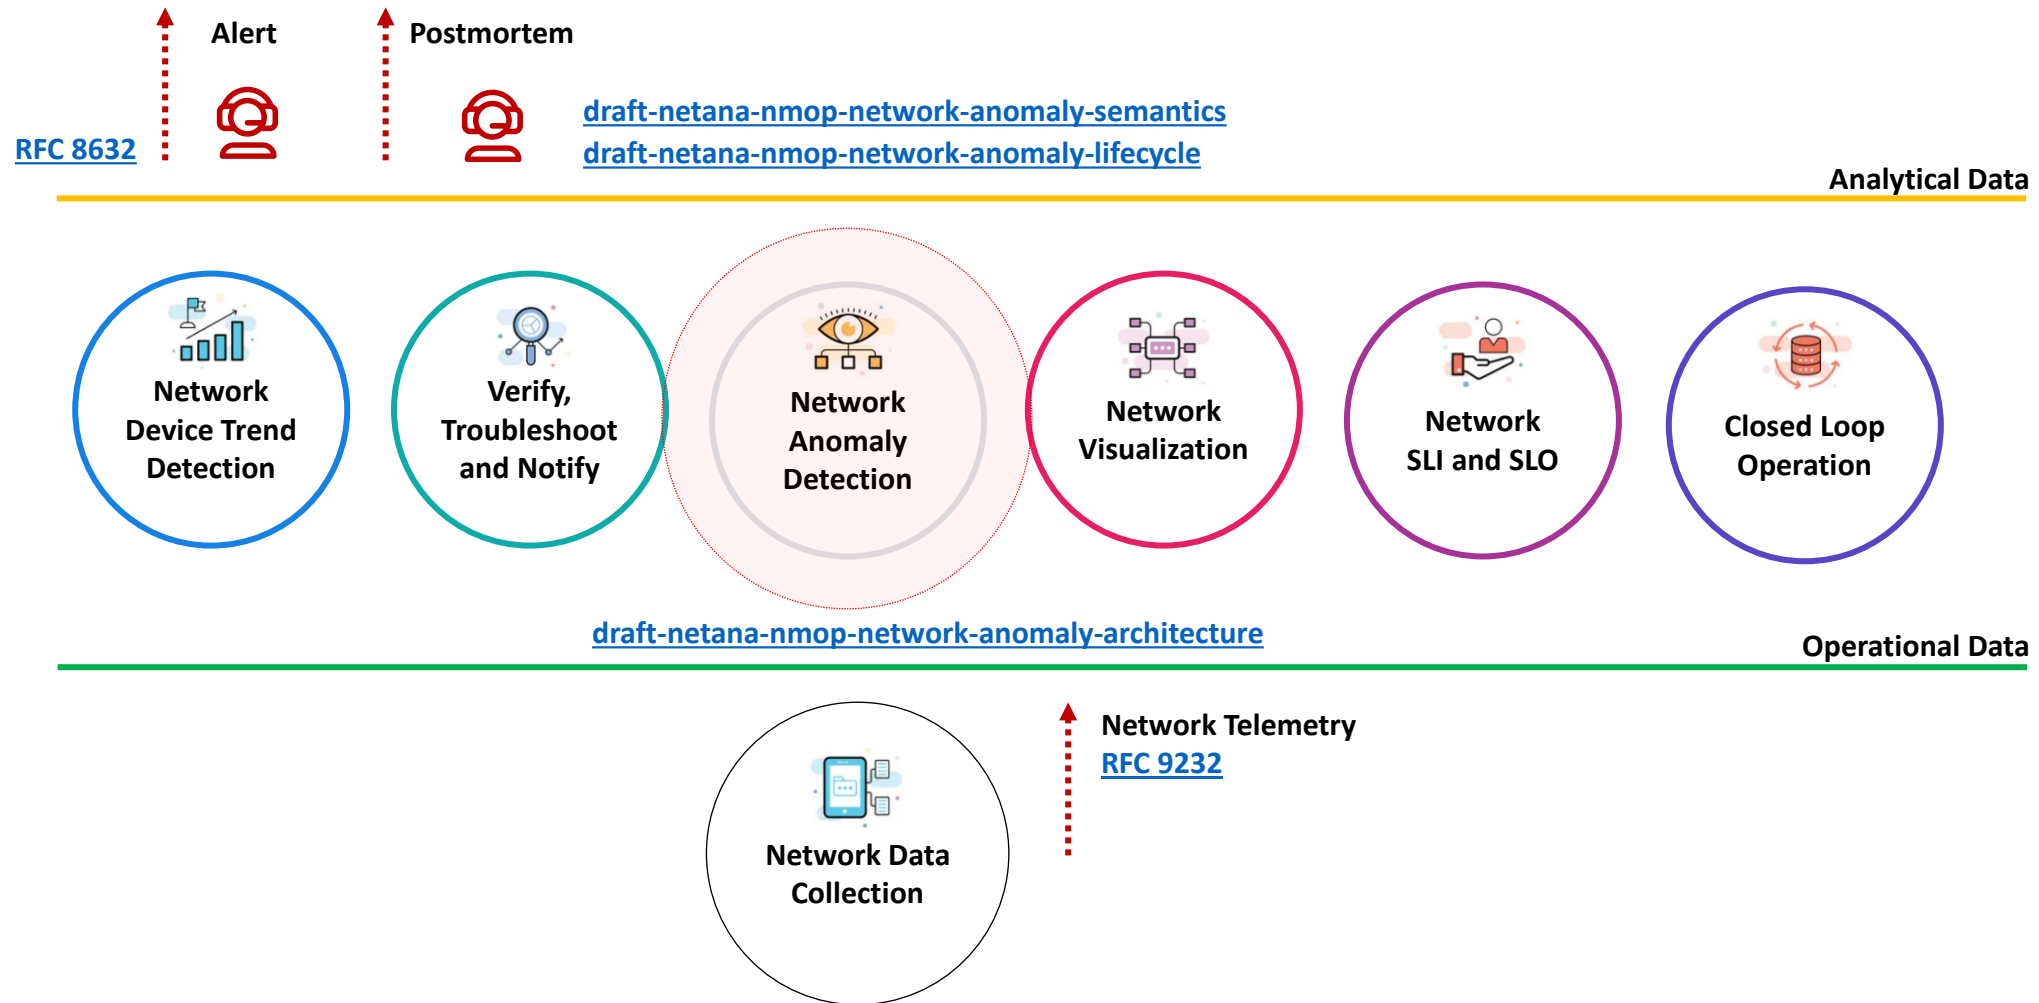 Alert
Postmortem
draft-netana-nmop-network-anomaly-semantics
RFC 8632
draft-netana-nmop-network-anomaly-lifecycle
Analytical Data
Network
Device Trend
Detection
Verify,
Troubleshoot
and Notify
Network
Anomaly
Detection
Network
Visualization
Network
SLI and SLO
Closed Loop
Operation
draft-netana-nmop-network-anomaly-architecture
Operational Data
Network Telemetry
RFC 9232
Network Data
Collection